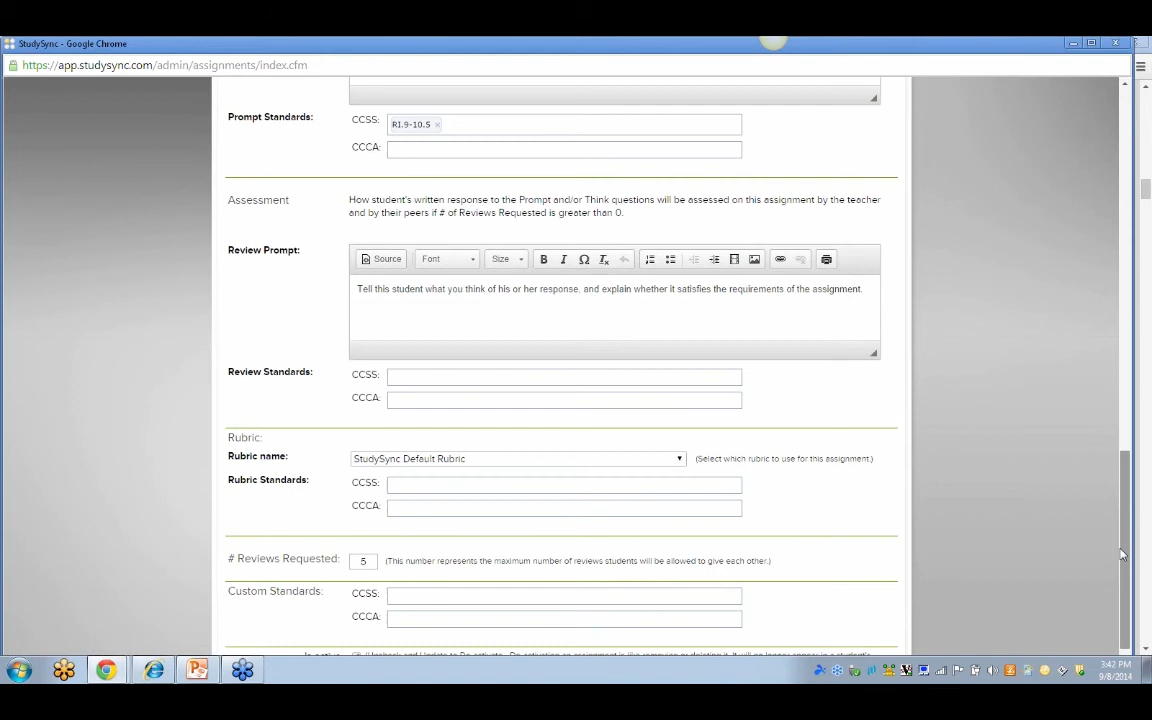 StudySync - Google Chrome
https://app.studysync.com/admin/assignments/index.cfm
Prompt Standards:
CCSS:
RI.9-10.5 ×
CCCA:
Assessment
How student's written response to the Prompt and/or Think questions will be assessed on this assignment by the teacher
and by their peers if # of Reviews Requested is greater than 0.
Review Prompt:
Source
Font
Size
B
I
Ω
Tx
Tell this student what you think of his or her response, and explain whether it satisfies the requirements of the assignment.
Review Standards:
CCSS:
CCCA:
Rubric:
Rubric name:
StudySync Default Rubric
(Select which rubric to use for this assignment.)
Rubric Standards:
CCSS:
CCCA:
# Reviews Requested:
5
(This number represents the maximum number of reviews students will be allowed to give each other.)
Custom Standards:
CCSS:
CCCA:
3:42 PM
9/8/2014